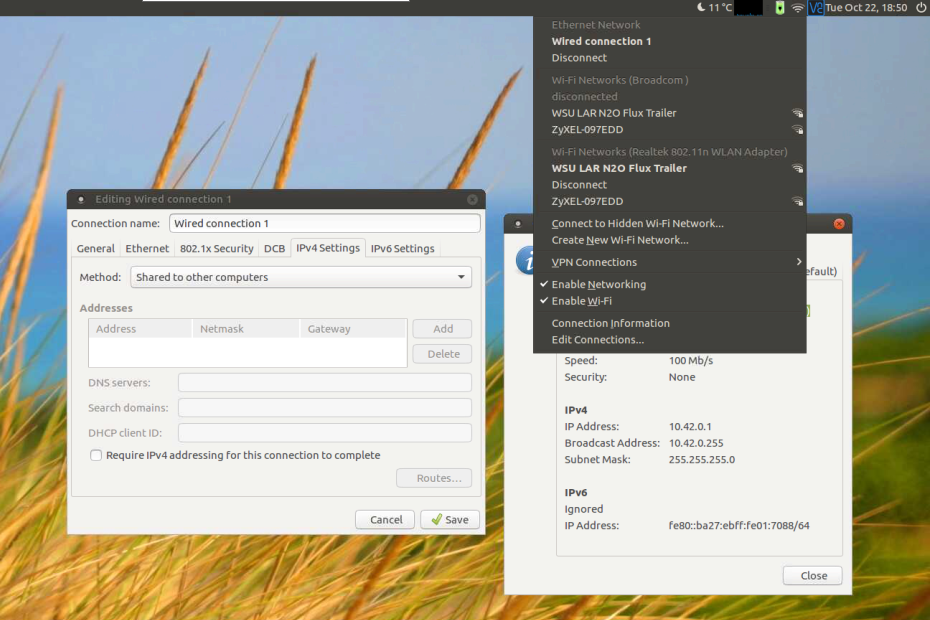 11 °C
V2
Tue Oct 22, 18:50
Ethernet Network
Wired connection 1
Disconnect
Wi-Fi Networks (Broadcom )
disconnected
WSU LAR N2O Flux Trailer
ZyXEL-097EDD
Wi-Fi Networks (Realtek 802.11n WLAN Adapter)
WSU LAR N2O Flux Trailer
Disconnect
ZyXEL-097EDD
Connect to Hidden Wi-Fi Network...
Create New Wi-Fi Network...
VPN Connections
Enable Networking
Enable Wi-Fi
Connection Information
Edit Connections...
Editing Wired connection 1
Connection name: Wired connection 1
General Ethernet 802.1x Security DCB IPv4 Settings IPv6 Settings
Method: Shared to other computers
Addresses
Address Netmask Gateway Add
Delete
DNS servers:
Search domains:
DHCP client ID:
Require IPv4 addressing for this connection to complete
Routes...
Cancel Save
efault)
Speed: 100 Mb/s
Security: None
IPv4
IP Address: 10.42.0.1
Broadcast Address: 10.42.0.255
Subnet Mask: 255.255.255.0
IPv6
Ignored
IP Address: fe80::ba27:ebff:fe01:7088/64
Close